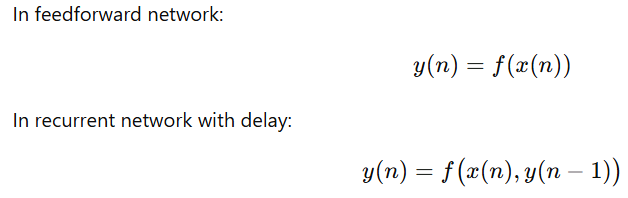 In feedforward network:
y(n) = f(x(n))
In recurrent network with delay:
y(n) = f(x(n), y(n − 1))